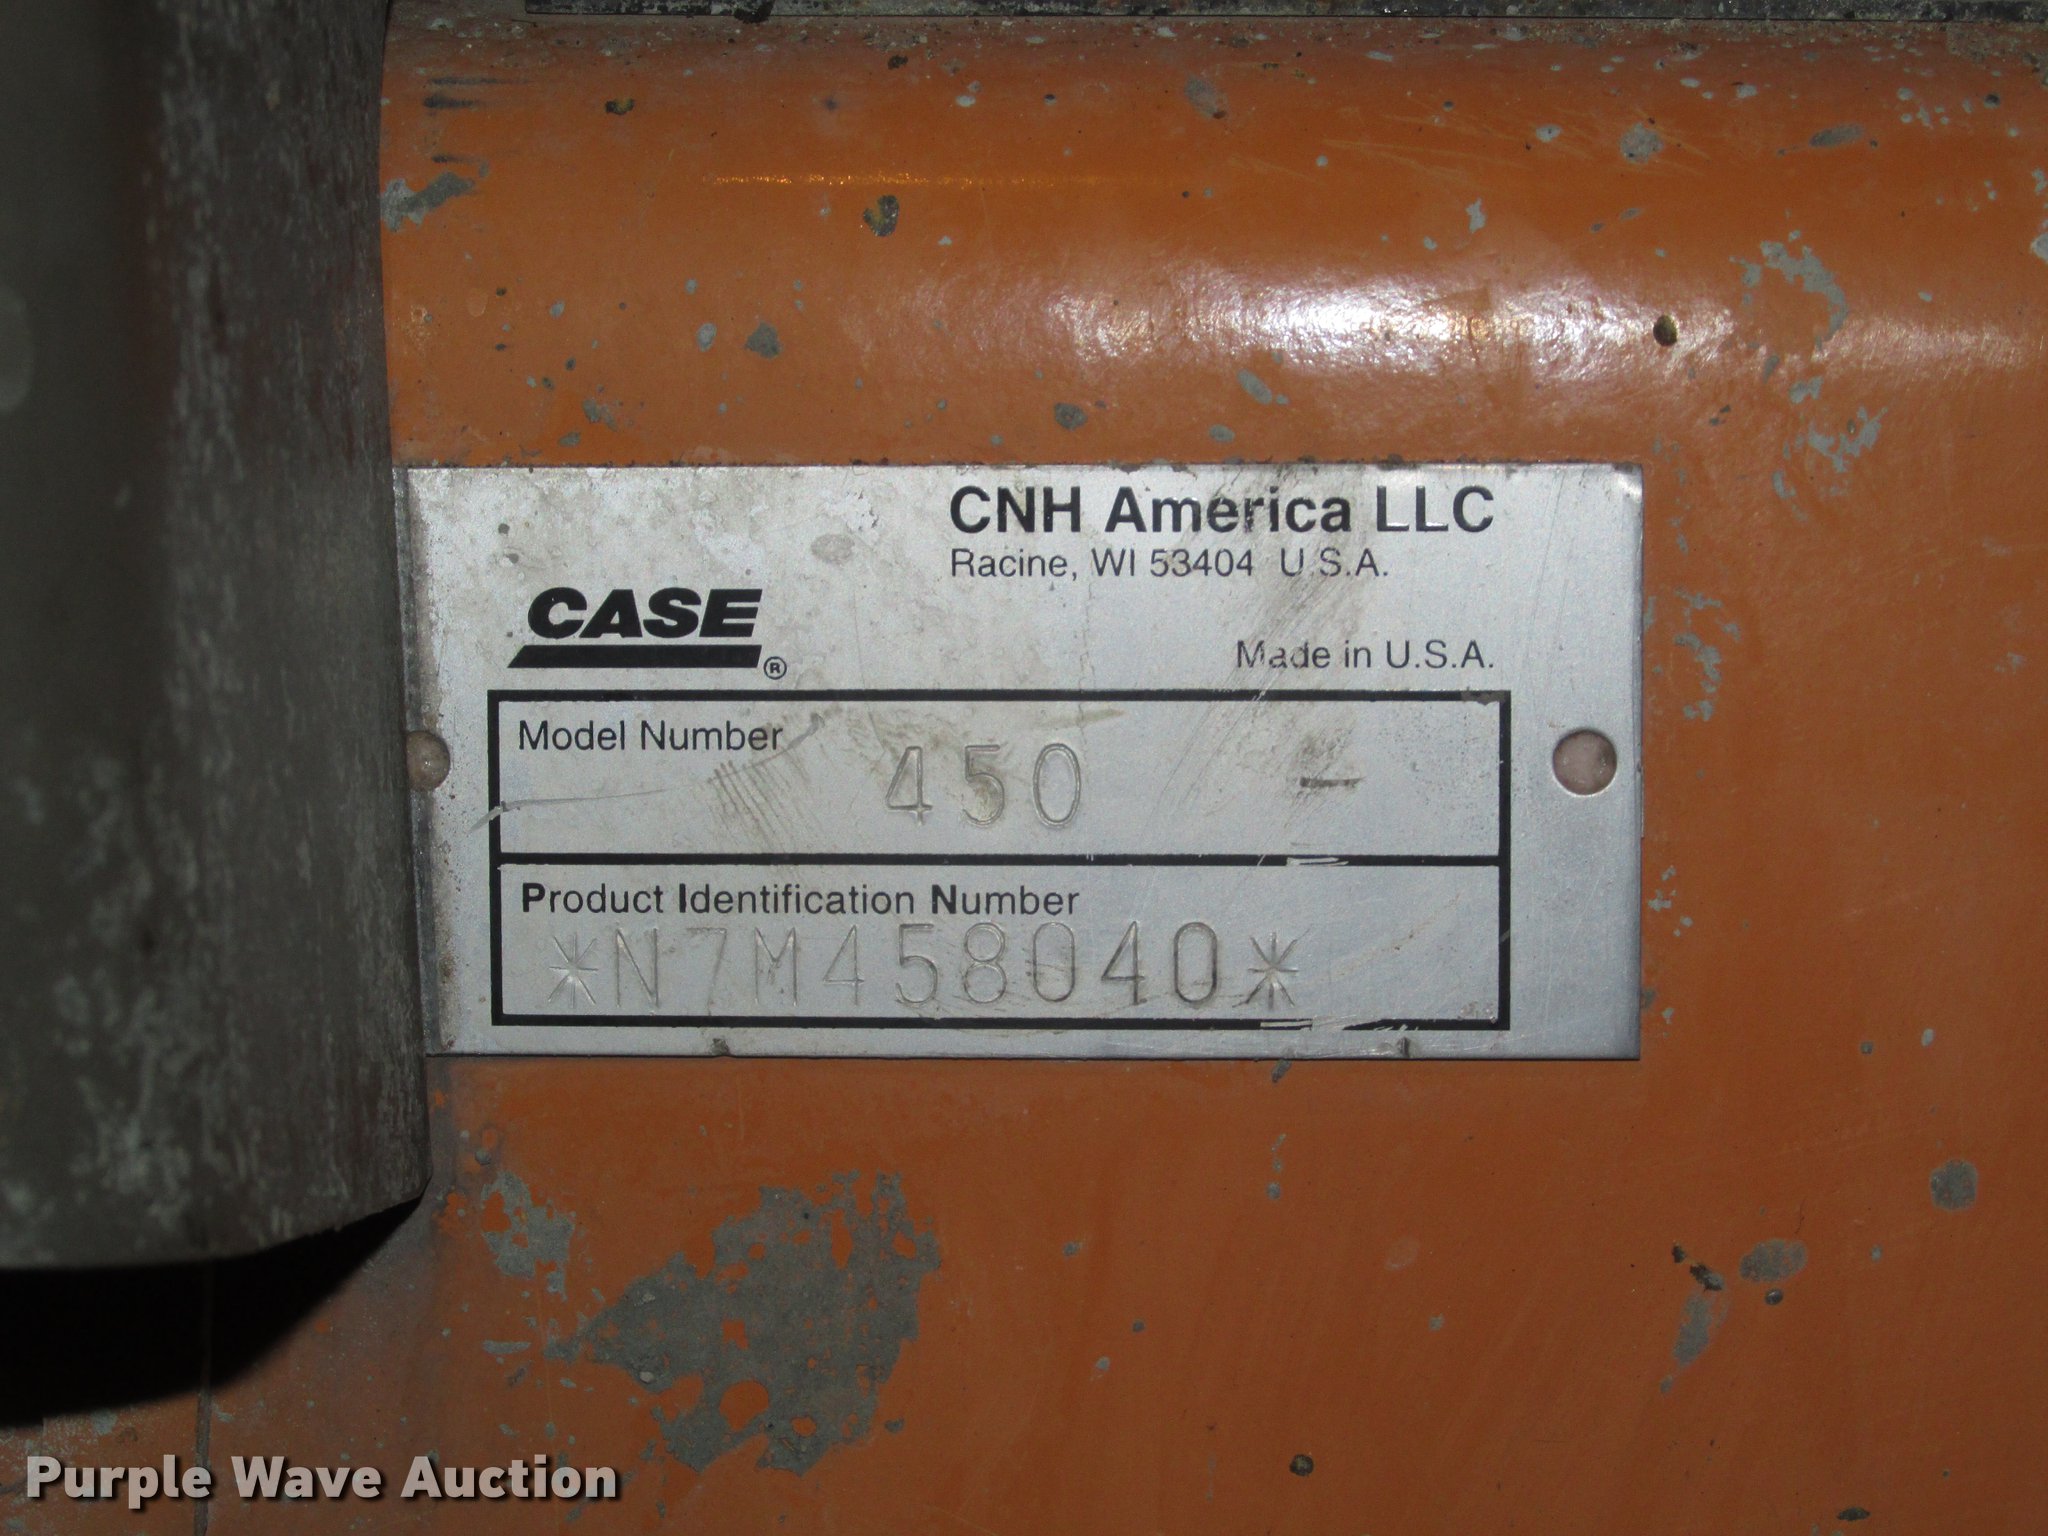 CNH America LLC
Racine, WI 53404 U.S.A.
CASE®
Made in U.S.A.
Model Number
450 -
Product Identification Number
*N7M458040*
Purple Wave Auction